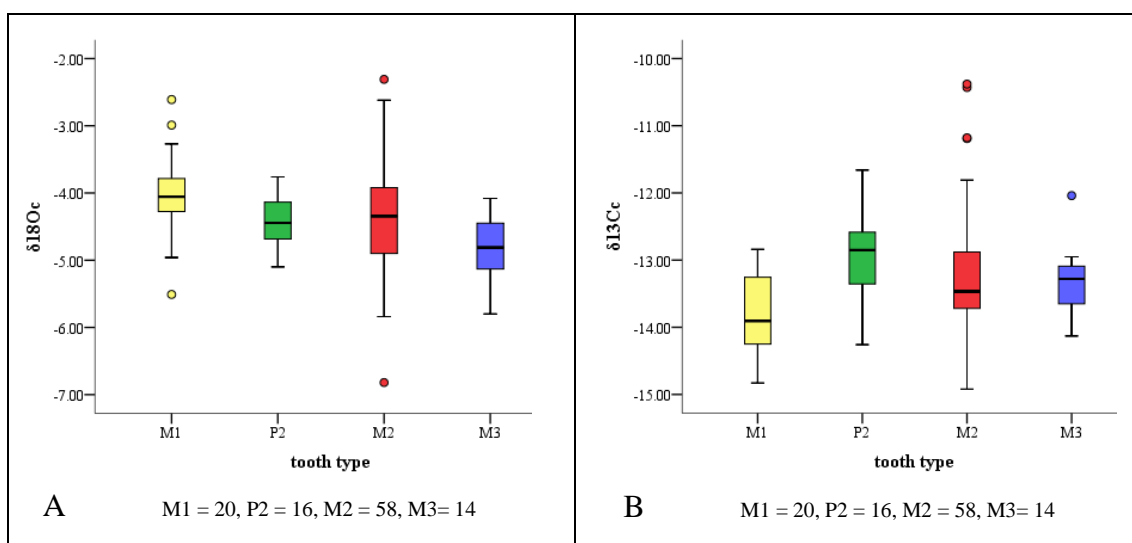 -2.00
-3.00
-4.00
-5.00
-6.00
-7.00
δ18Oc
M1 P2 M2 M3
tooth type
A M1 = 20, P2 = 16, M2 = 58, M3= 14
-10.00
-11.00
-12.00
-13.00
-14.00
-15.00
δ13Cc
M1 P2 M2 M3
tooth type
B M1 = 20, P2 = 16, M2 = 58, M3= 14